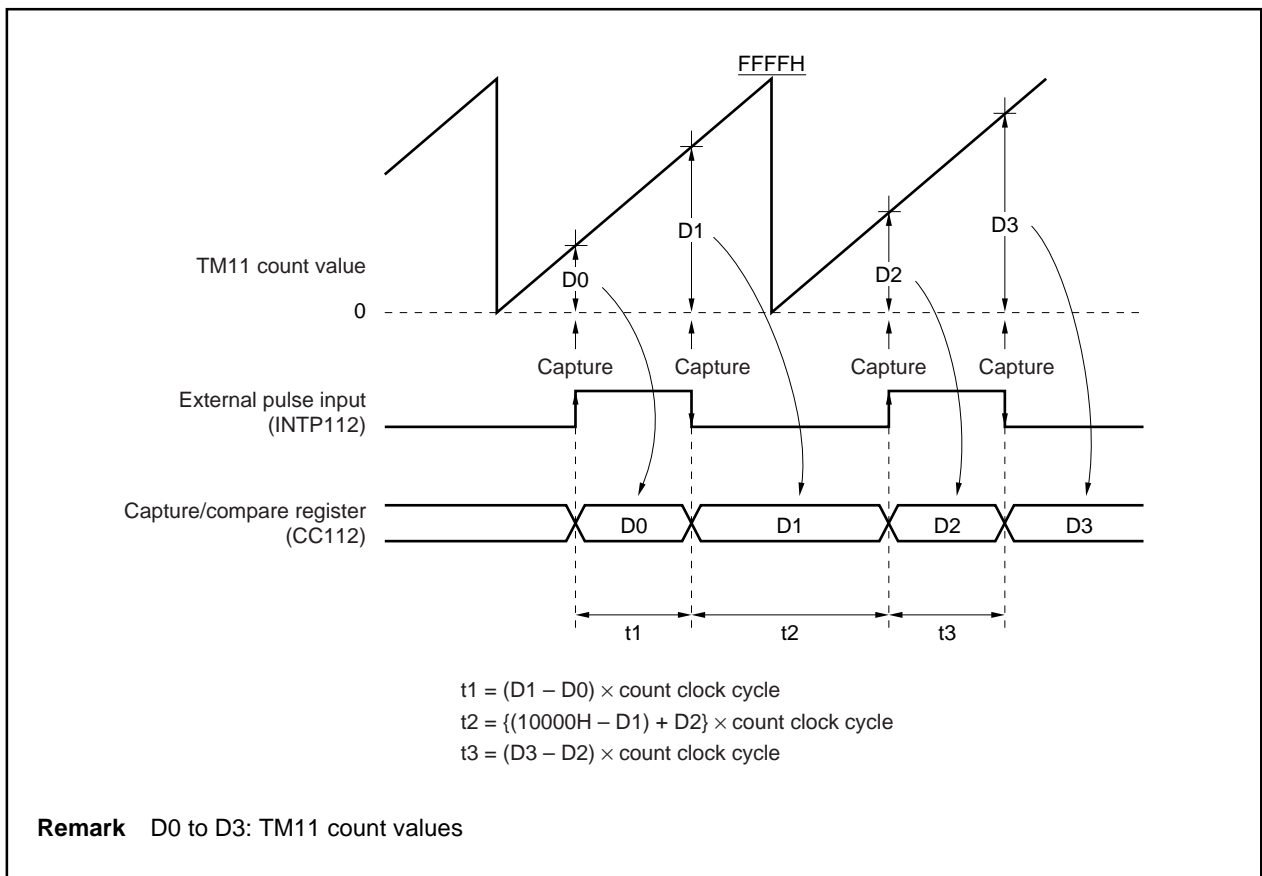 FFFFH
D1
D3
D0
D2
TM11 count value
0
Capture Capture Capture Capture
External pulse input
(INTP112)
Capture/compare register
(CC112)
D0 D1 D2 D3
t1 t2 t3
t1 = (D1 – D0) × count clock cycle
t2 = {(10000H – D1) + D2} × count clock cycle
t3 = (D3 – D2) × count clock cycle
Remark D0 to D3: TM11 count values